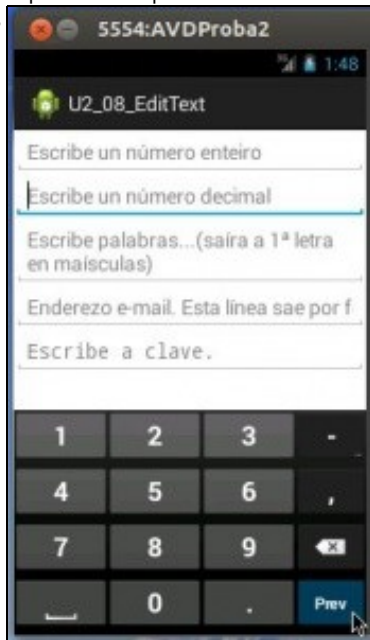 5554:AVDProba2
3G 1:48
U2_08_EditText
Escribe un número enteiro
Escribe un número decimal
Escribe palabras...(saíra a 1ª letra
en maísculas)
Enderezo e-mail. Esta línea sae por f
Escribe a clave.
1 2 3 -
4 5 6 ,
7 8 9
0 . Prev